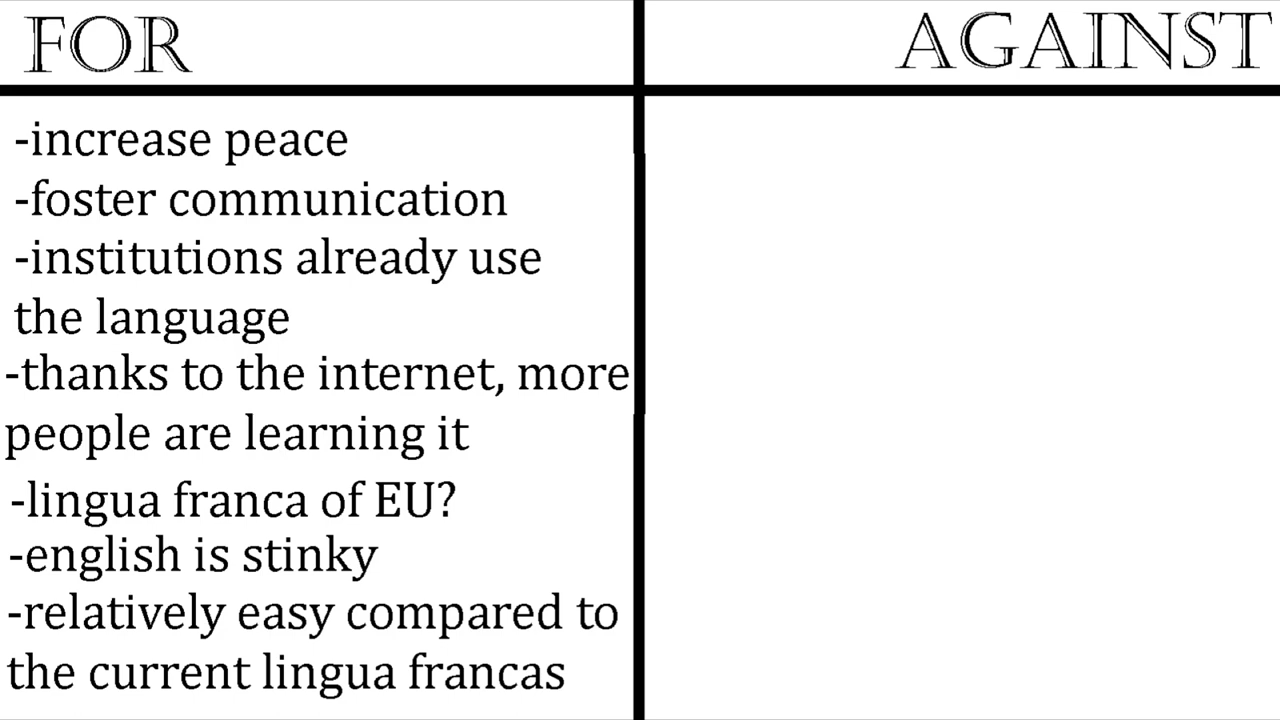 FOR
AGAINST
-increase peace
-foster communication
-institutions already use
the language
-thanks to the internet, more
people are learning it
-lingua franca of EU?
-english is stinky
-relatively easy compared to
the current lingua francas